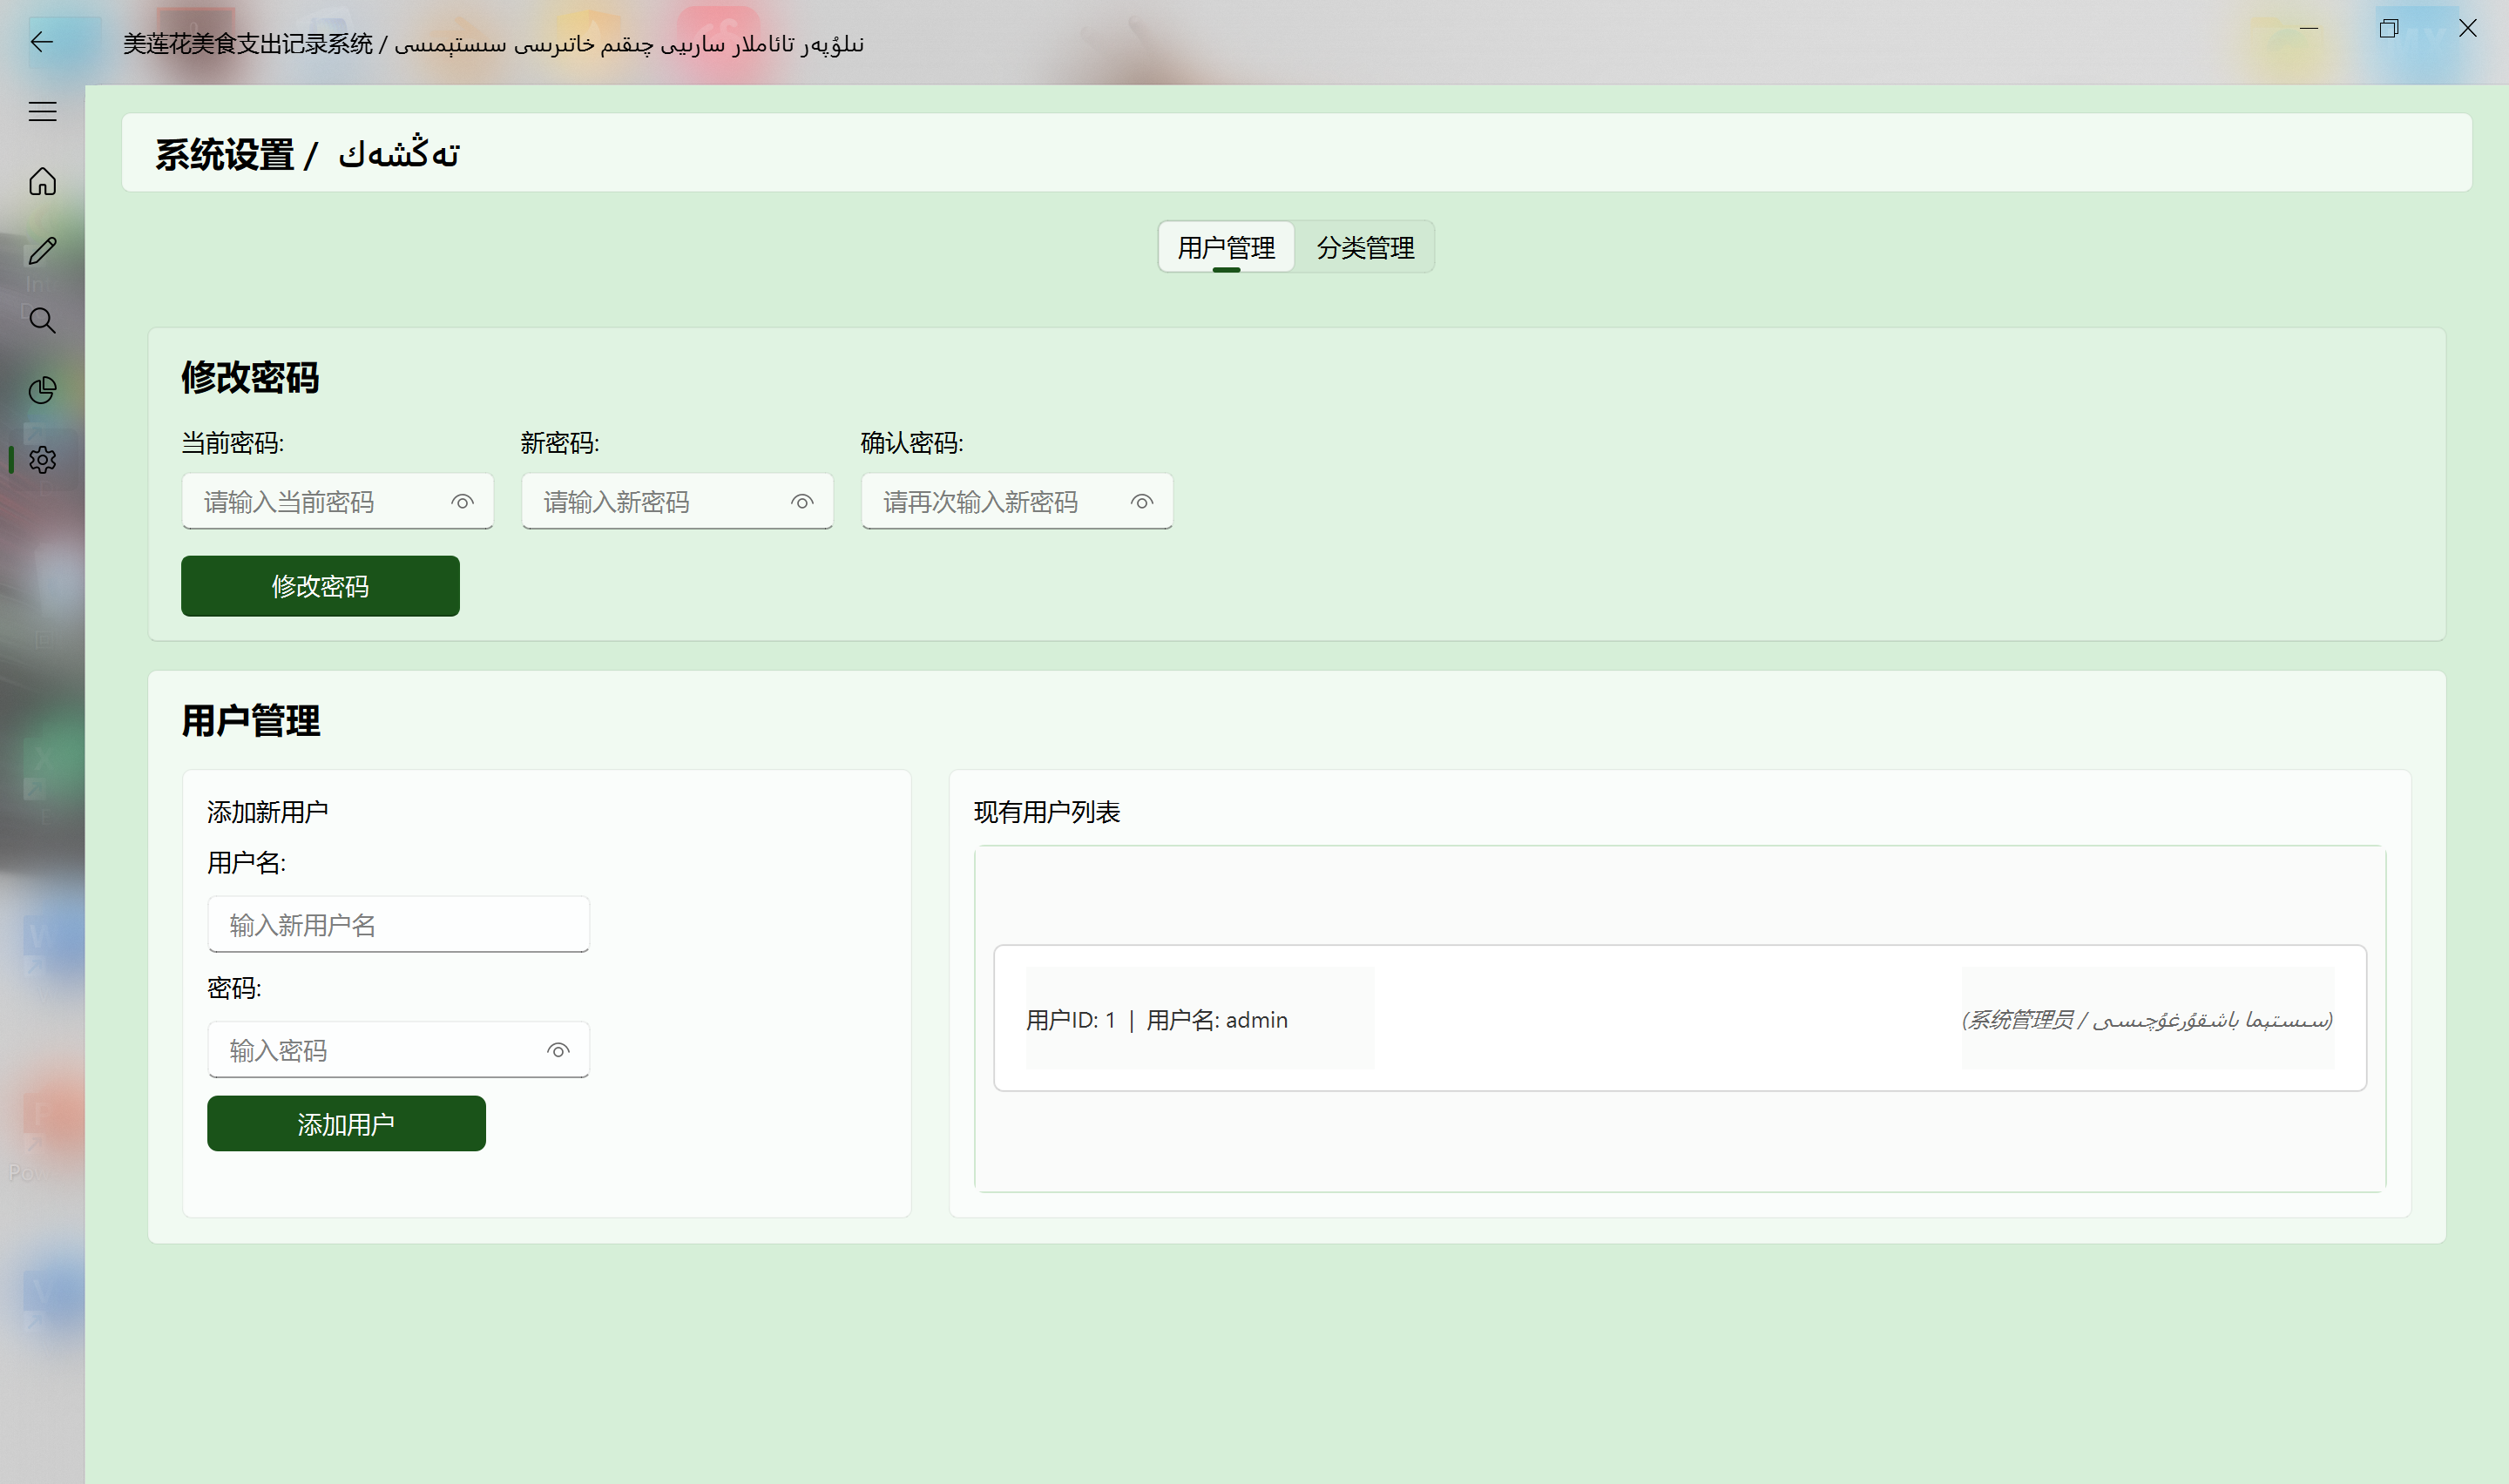 美莲花美食支出记录系统 / نىلۇپەر تائاملار سارىيى چىقىم خاتىرىسى سىستېمىسى
系统设置 / تەڭشەك
用户管理 分类管理
修改密码
当前密码: 新密码: 确认密码:
请输入当前密码 请输入新密码 请再次输入新密码
修改密码
用户管理
添加新用户
用户名:
输入新用户名
密码:
输入密码
添加用户
现有用户列表
用户ID: 1 | 用户名: admin
(系统管理员 / سىستېما باشقۇرغۇچىسى)